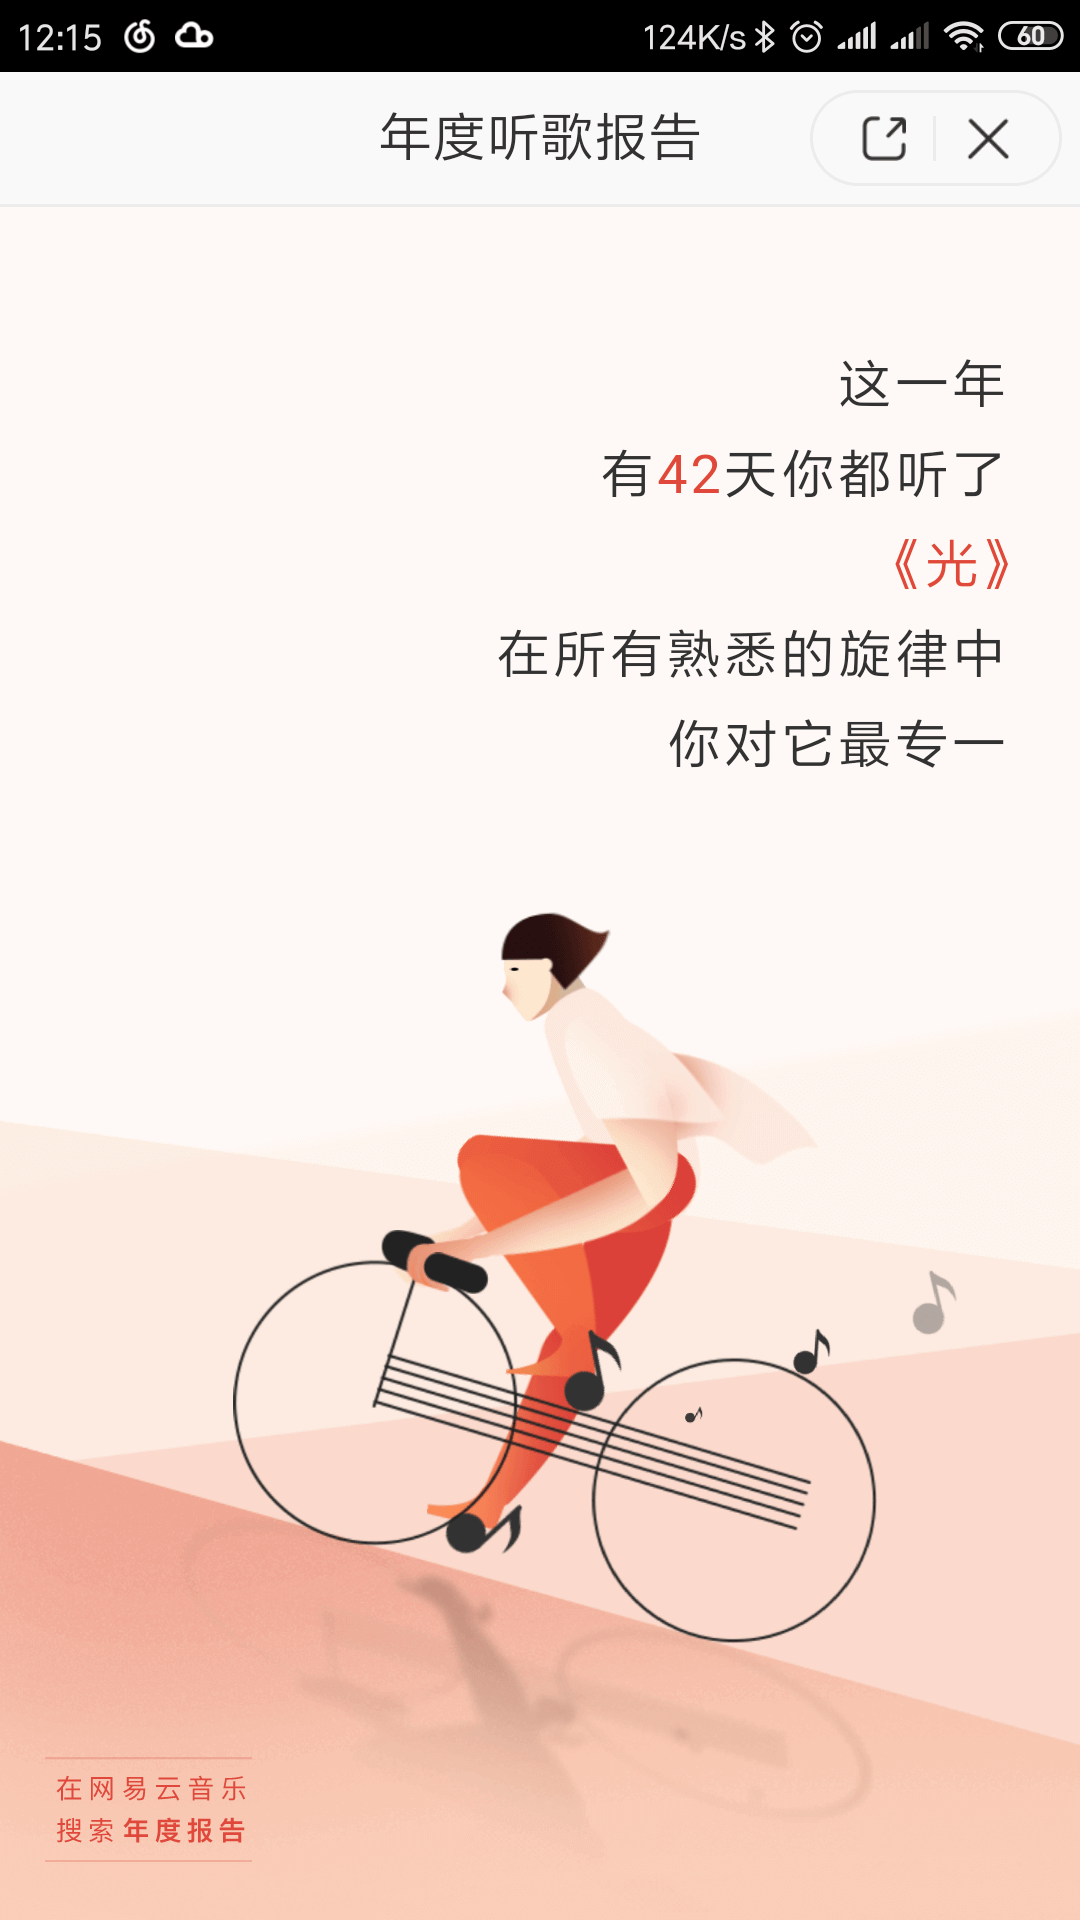 12:15
124K/s
60
年度听歌报告
这一年
有42天你都听了
《光》
在所有熟悉的旋律中
你对它最专一
在网易云音乐
搜索年度报告